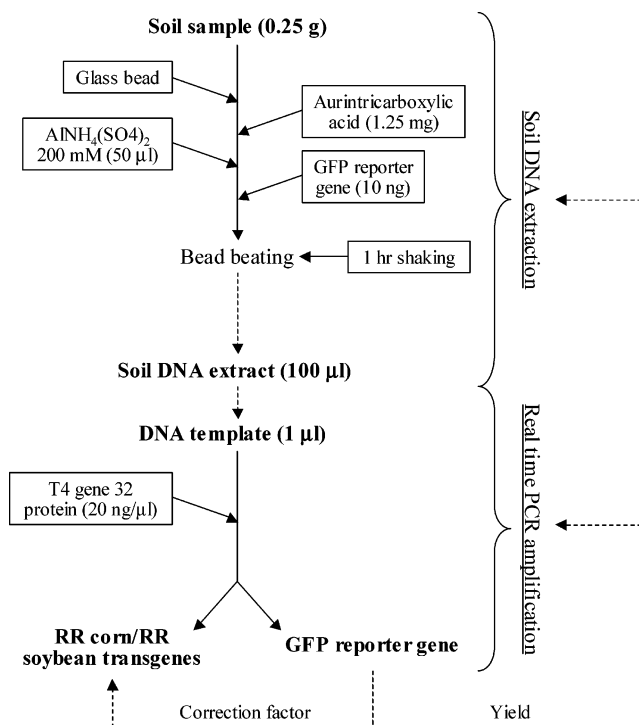 Soil sample (0.25 g)
Glass bead
Aurintricarboxylic
acid (1.25 mg)
AlNH4(SO4)2
200 mM (50 µl)
GFP reporter
gene (10 ng)
Bead beating
1 hr shaking
Soil DNA extraction
Soil DNA extract (100 µl)
DNA template (1 µl)
T4 gene 32
protein (20 ng/µl)
Real time PCR amplification
RR corn/RR
soybean transgenes
GFP reporter gene
Correction factor
Yield